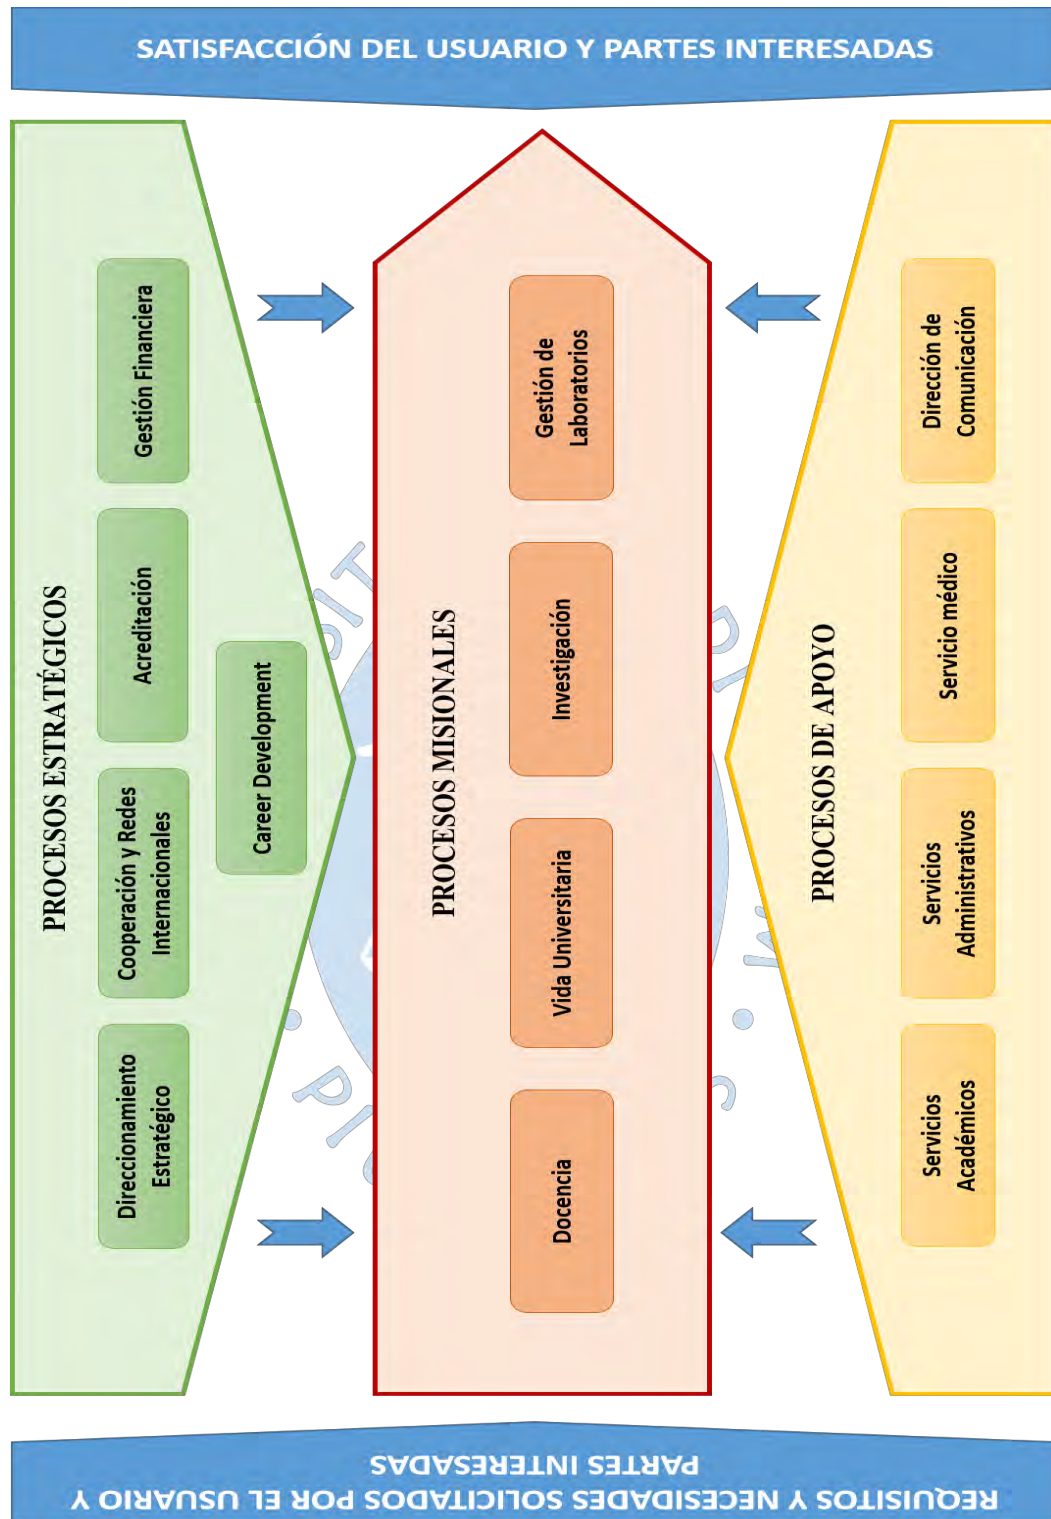 SATISFACCIÓN DEL USUARIO Y PARTES INTERESADAS
PROCESOS ESTRATÉGICOS
Direccionamiento
Estratégico
Cooperación y Redes
Internacionales
Acreditación
Gestión Financiera
Career Development
PROCESOS MISIONALES
Docencia
Vida Universitaria
Investigación
Gestión de
Laboratorios
PROCESOS DE APOYO
Servicios
Académicos
Servicios
Administrativos
Servicio médico
Dirección de
Comunicación
REQUISITOS Y NECESIDADES SOLICITADOS POR EL USUARIO Y
PARTES INTERESADAS